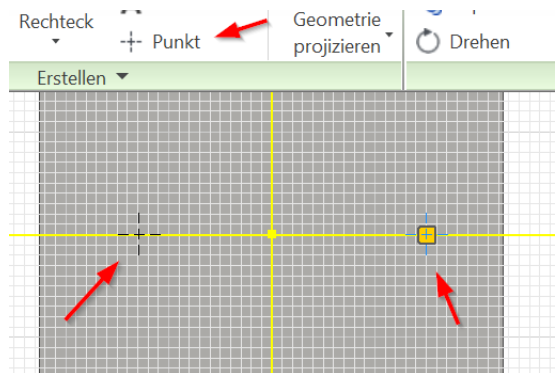 Rechteck
Punkt
Geometrie
projizieren
Drehen
Erstellen